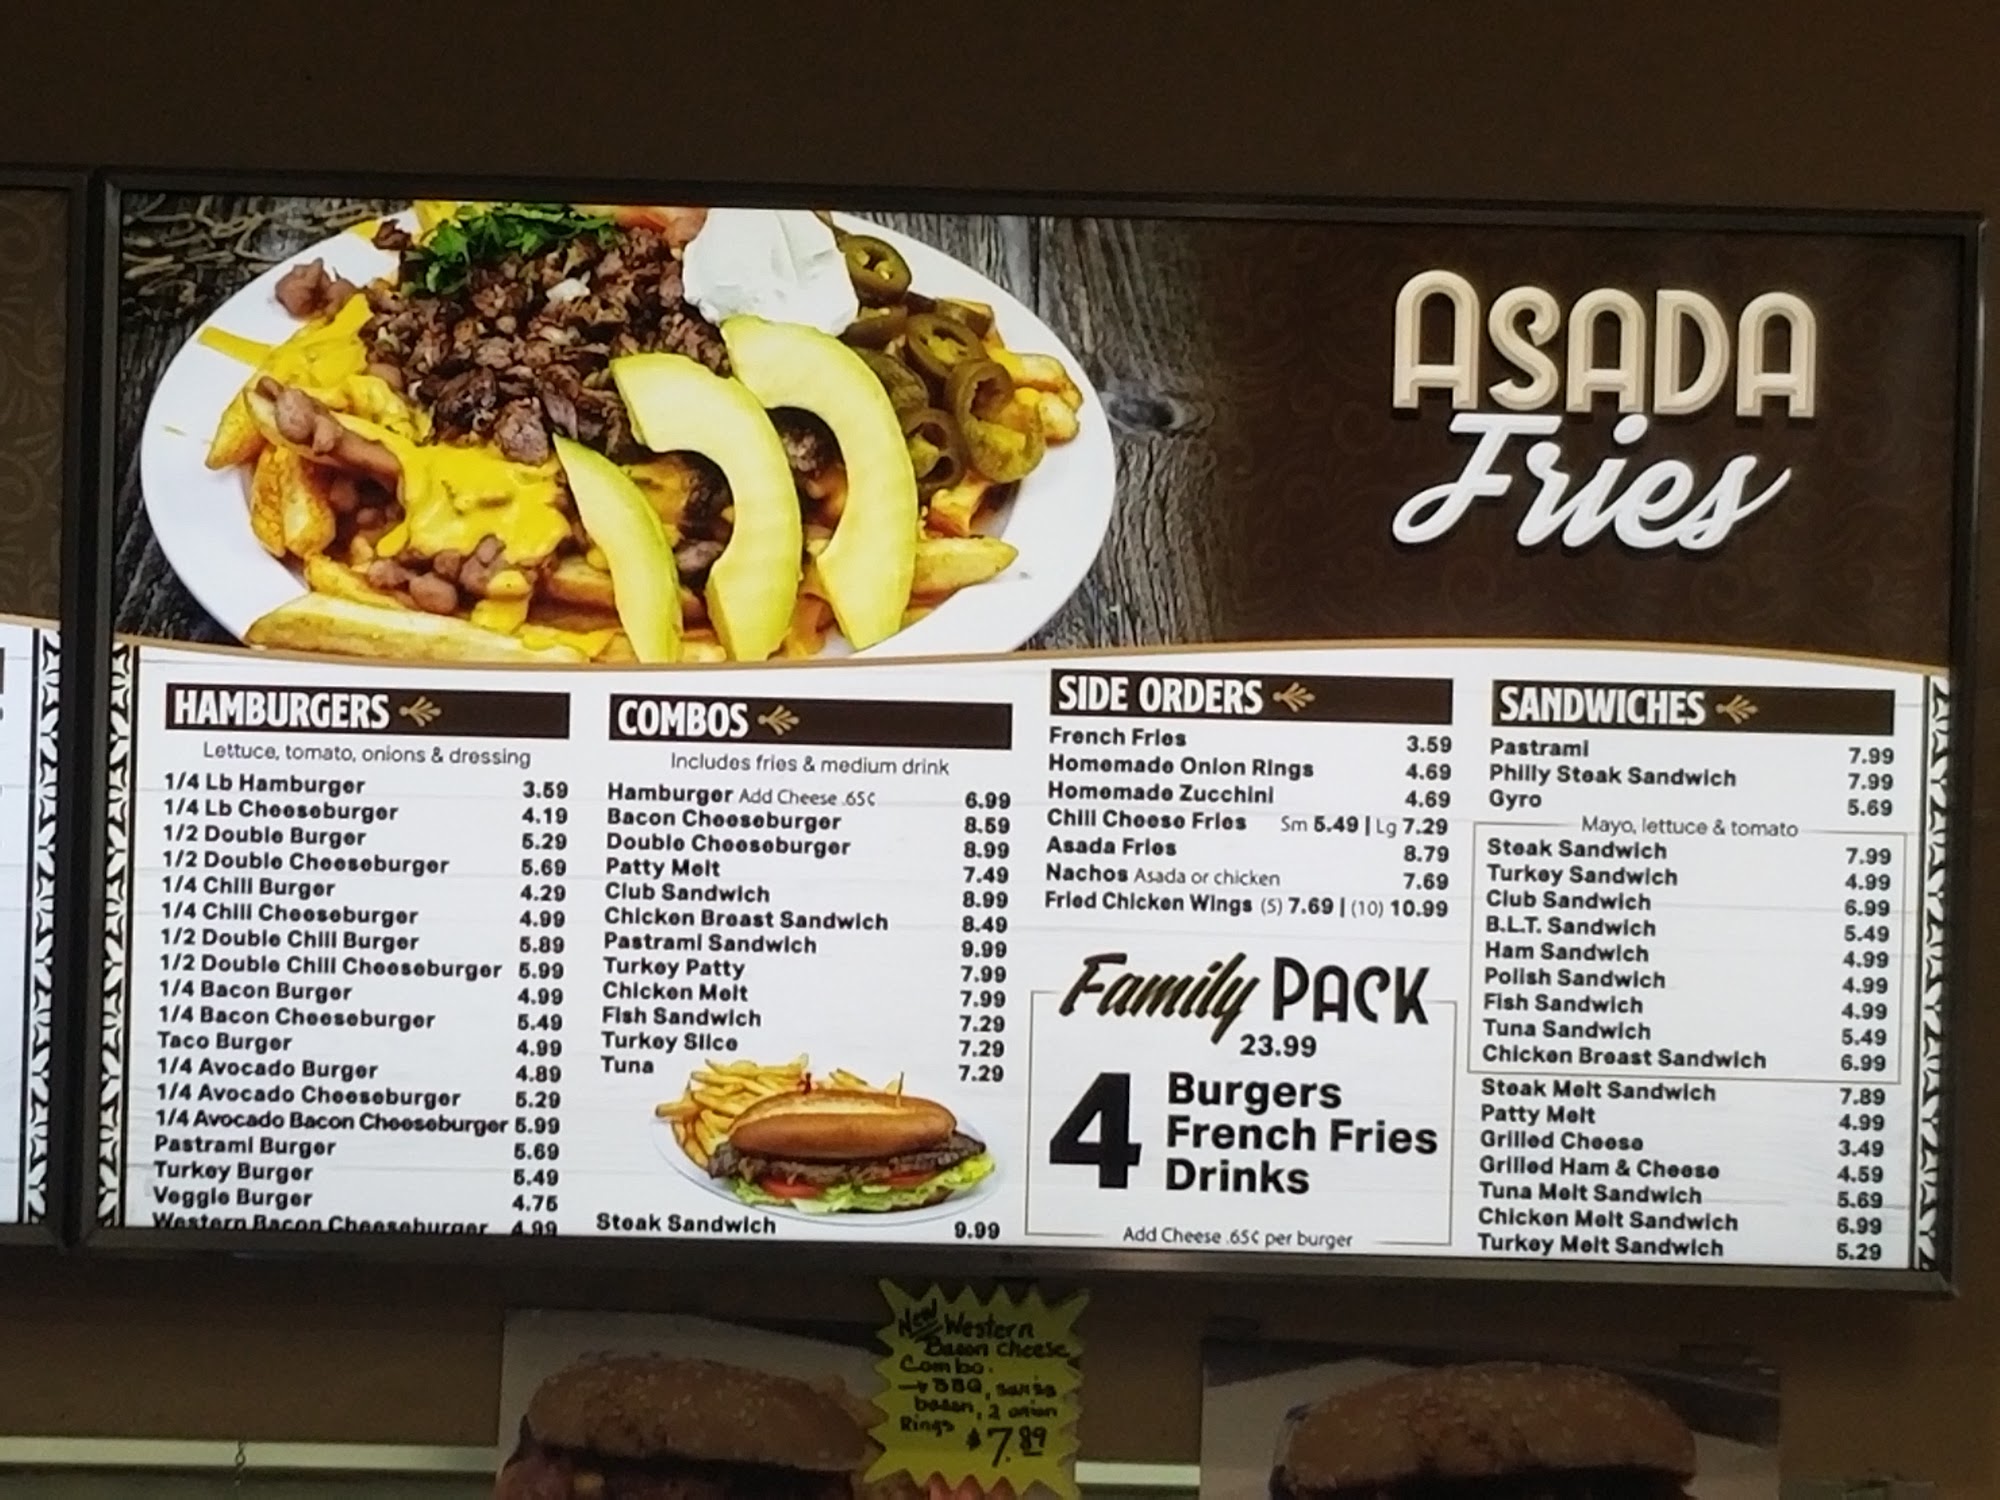 ASADA
Fries
HAMBURGERS
Lettuce, tomato, onions & dressing
1/4 Lb Hamburger 3.59
1/4 Lb Cheeseburger 4.19
1/2 Double Burger 5.29
1/2 Double Cheeseburger 5.69
1/4 Chili Burger 4.29
1/4 Chili Cheeseburger 4.99
1/2 Double Chili Burger 5.89
1/2 Double Chili Cheeseburger 5.99
1/4 Bacon Burger 4.99
1/4 Bacon Cheeseburger 5.49
Taco Burger 4.99
1/4 Avocado Burger 4.89
1/4 Avocado Cheeseburger 5.29
1/4 Avocado Bacon Cheeseburger 5.99
Pastrami Burger 5.69
Turkey Burger 5.49
Veggie Burger 4.75
Western Bacon Cheeseburger 4.99
COMBOS
Includes fries & medium drink
Hamburger Add Cheese .65¢ 6.99
Bacon Cheeseburger 8.59
Double Cheeseburger 8.99
Patty Melt 7.49
Club Sandwich 8.99
Chicken Breast Sandwich 8.49
Pastrami Sandwich 9.99
Turkey Patty 7.99
Chicken Melt 7.99
Fish Sandwich 7.29
Turkey Slice 7.29
Tuna 7.29
Steak Sandwich 9.99
SIDE ORDERS
French Fries 3.59
Homemade Onion Rings 4.69
Homemade Zucchini 4.69
Chili Cheese Fries Sm 5.49 | Lg 7.29
Asada Fries 8.79
Nachos Asada or chicken 7.69
Fried Chicken Wings (5) 7.69 | (10) 10.99
Family PACK
23.99
4 Burgers
French Fries
Drinks
Add Cheese .65¢ per burger
SANDWICHES
Pastrami 7.99
Philly Steak Sandwich 7.99
Gyro 5.69
Mayo, lettuce & tomato
Steak Sandwich 7.99
Turkey Sandwich 4.99
Club Sandwich 6.99
B.L.T. Sandwich 5.49
Ham Sandwich 4.99
Polish Sandwich 4.99
Fish Sandwich 4.99
Tuna Sandwich 5.49
Chicken Breast Sandwich 6.99
Steak Melt Sandwich 7.89
Patty Melt 4.99
Grilled Cheese 3.49
Grilled Ham & Cheese 4.59
Tuna Melt Sandwich 5.69
Chicken Melt Sandwich 6.99
Turkey Melt Sandwich 5.29
New Western
Bacon cheese
Combo.
→ BBQ,
bacon, 2 onion
Rings $7.89